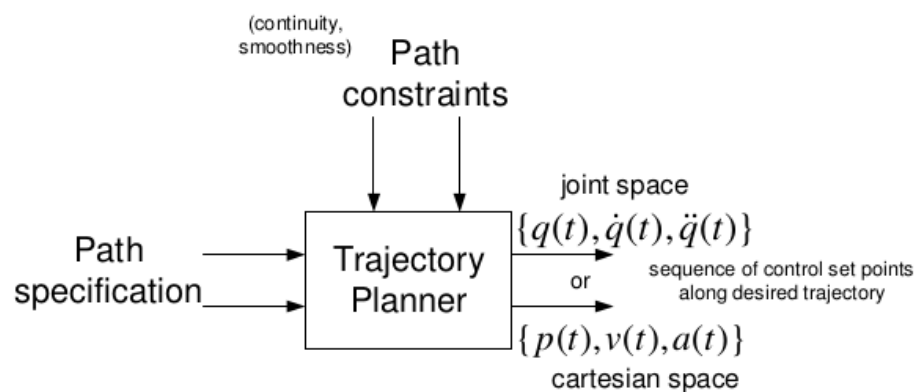 (continuity,
smoothness)
Path
constraints
Path
specification
Trajectory
Planner
joint space
{q(t), q̇(t), q̈(t)}
or
sequence of control set points
along desired trajectory
{p(t), v(t), a(t)}
cartesian space